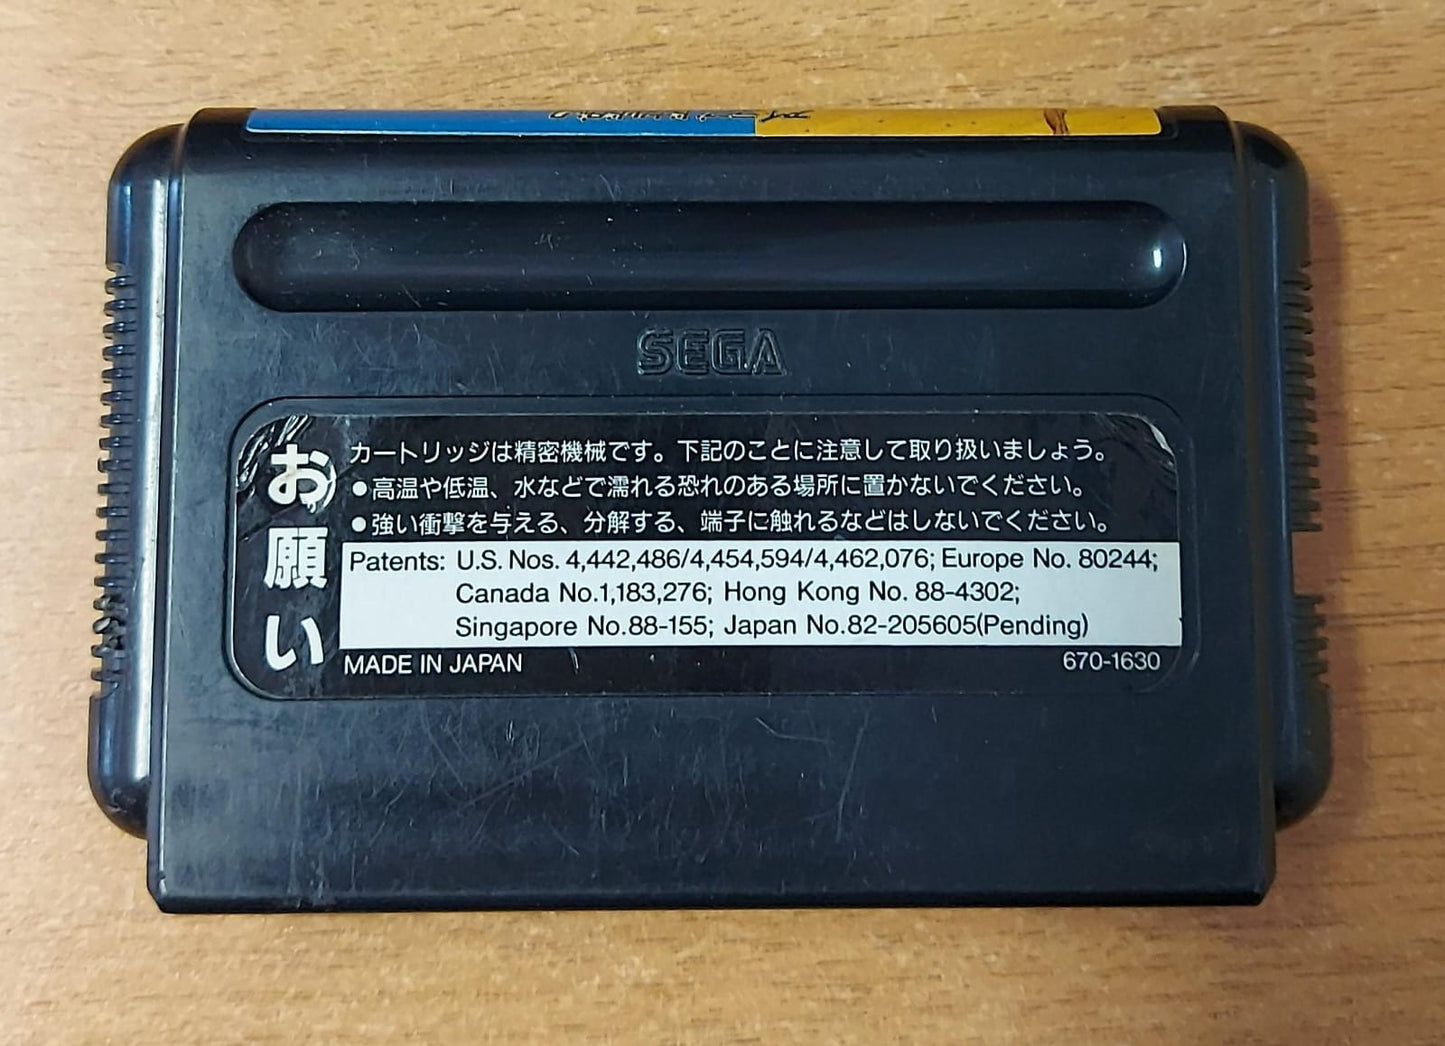 SEGA
お願い
カートリッジは精密機械です。下記のことに注意して取り扱いましょう。
●高温や低温、水などで濡れる恐れのある場所に置かないでください。
●強い衝撃を与える、分解する、端子に触れるなどはしないでください。
Patents: U.S. Nos. 4,442,486/4,454,594/4,462,076; Europe No. 80244;
Canada No.1,183,276; Hong Kong No. 88-4302;
Singapore No.88-155; Japan No.82-205605(Pending)
MADE IN JAPAN
670-1630